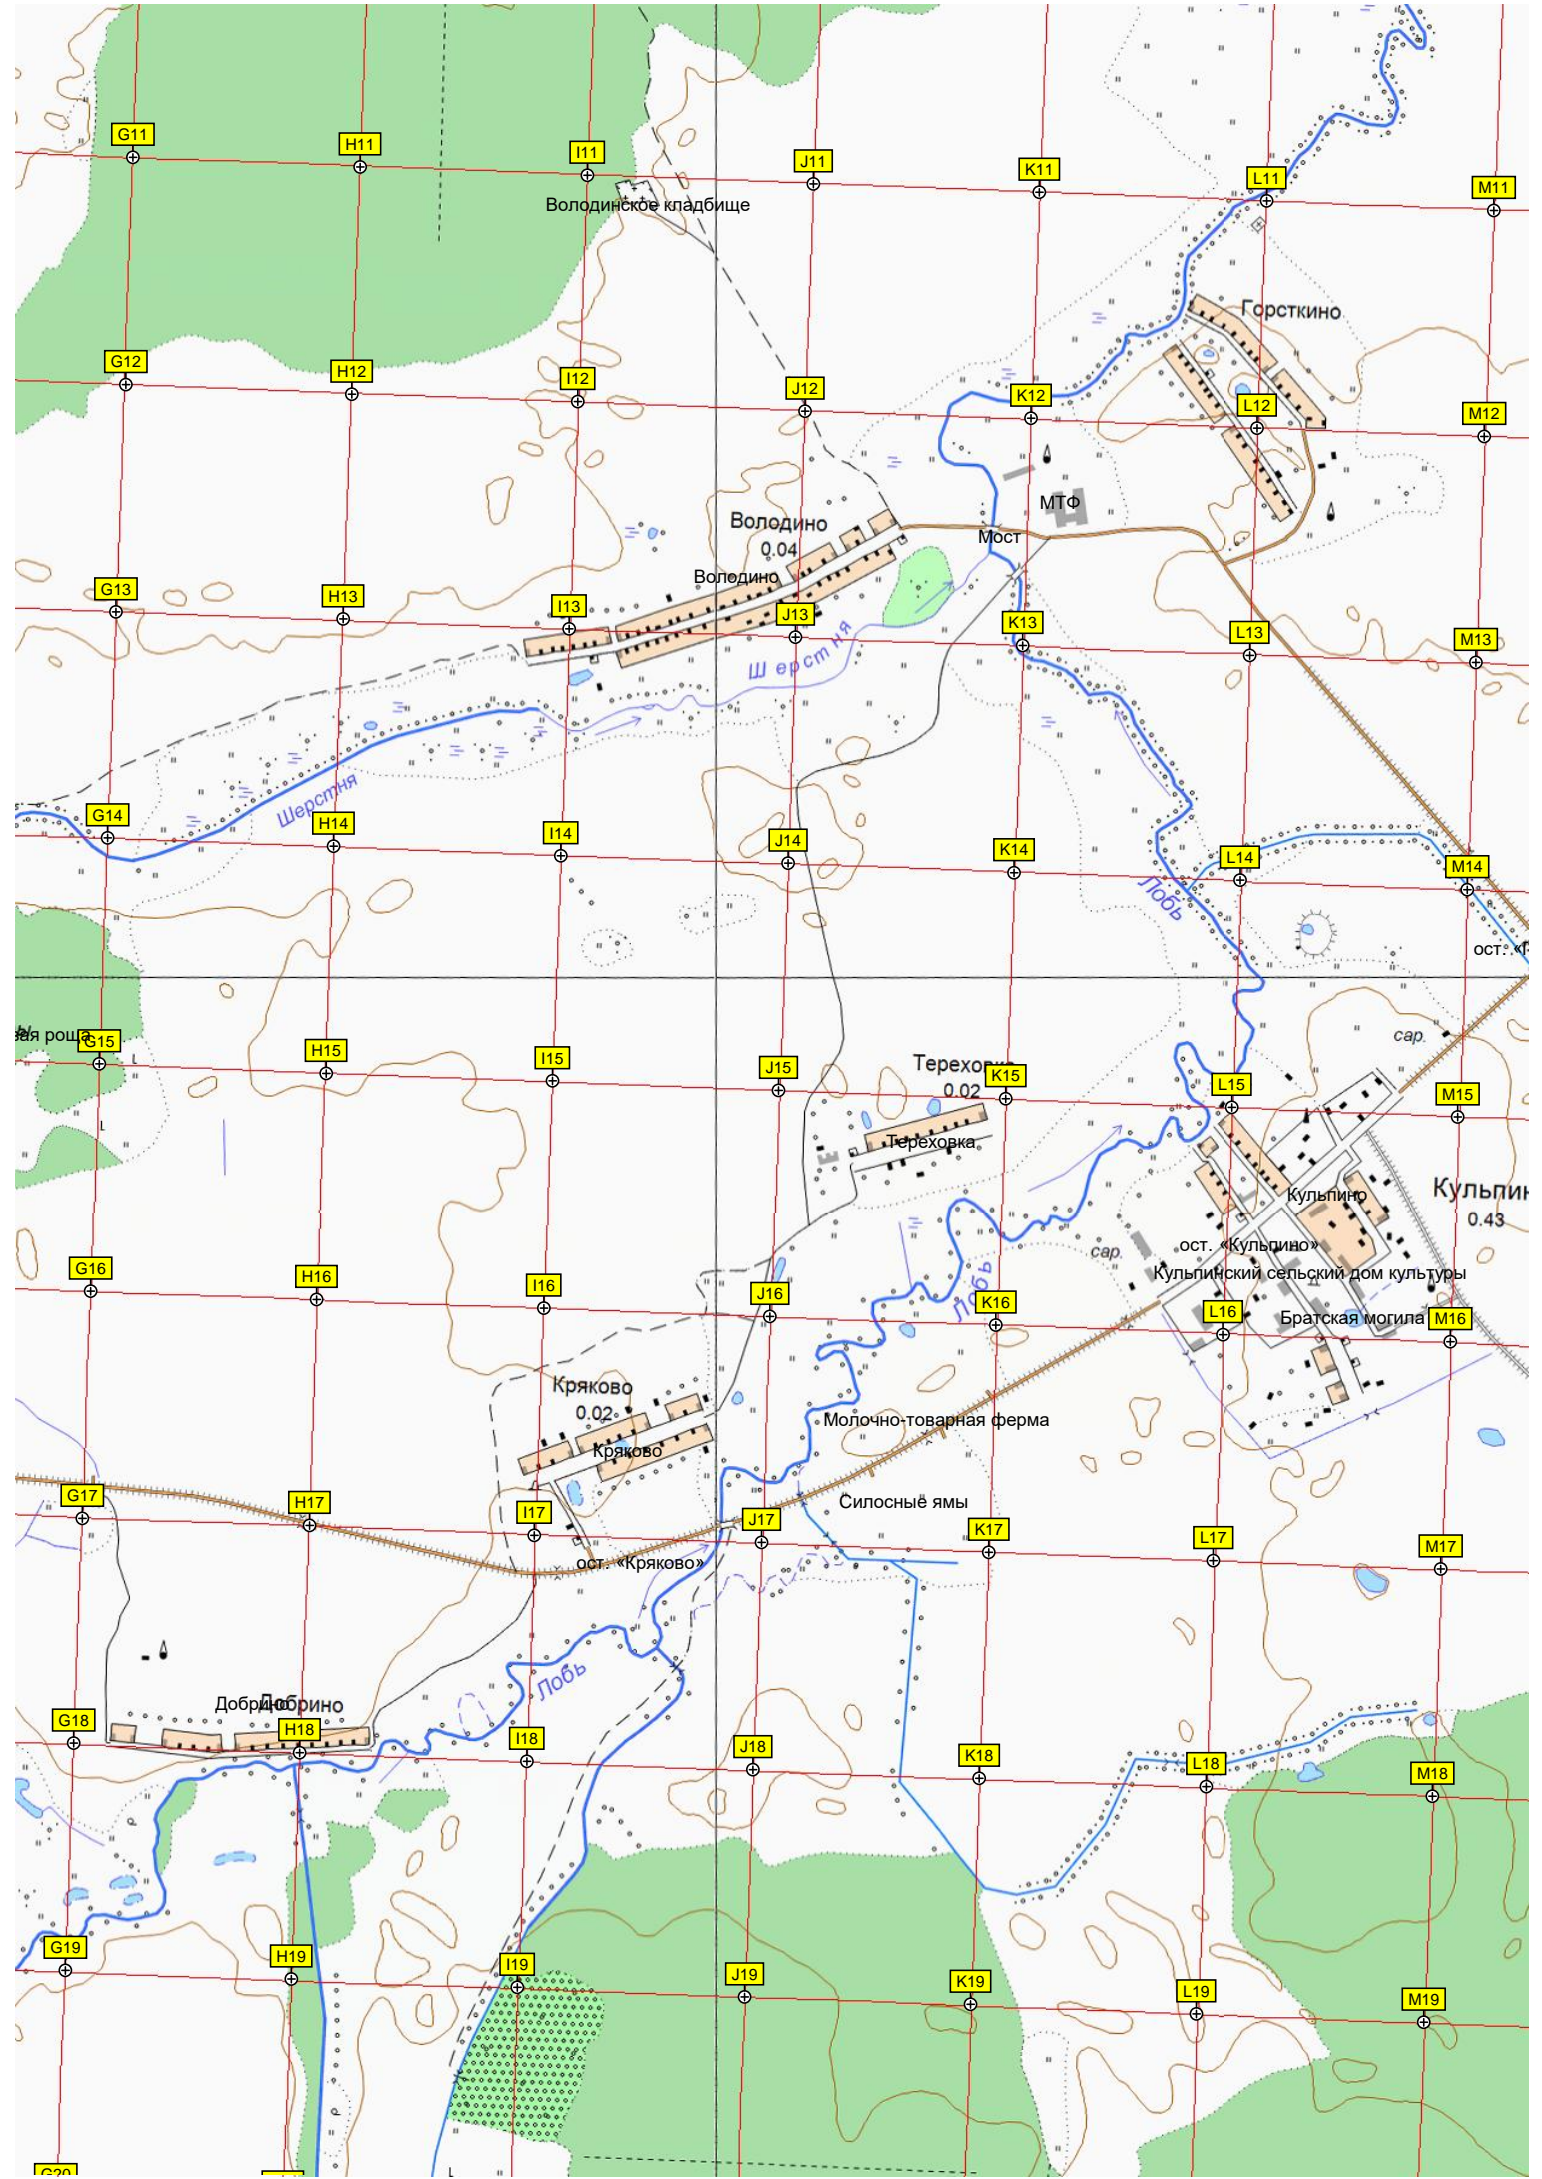 G11
H11
I11
J11
K11
L11
M11
Володинское кладбище
Горсткино
G12
H12
I12
J12
K12
L12
M12
МТФ
Володино
0.04
Мост
Володино
G13
H13
I13
J13
K13
L13
M13
Шерстня
Шерстня
G14
H14
I14
J14
K14
L14
M14
Лобь
ост.
вая роща
сар.
G15
H15
I15
J15
K15
L15
M15
Тереховка
0.02
Тереховка
Кульпино
Кульпин
0.43
ост. «Кульпино»
сар.
Кульпинский сельский дом культуры
Лобь
G16
H16
I16
J16
K16
L16
M16
Братская могила
Кряково
0.02
Кряково
Молочно-товарная ферма
Силосные ямы
G17
H17
I17
J17
K17
L17
M17
ост. «Кряково»
Лобь
Добрино
Добрино
G18
H18
I18
J18
K18
L18
M18
G19
H19
I19
J19
K19
L19
M19
G20